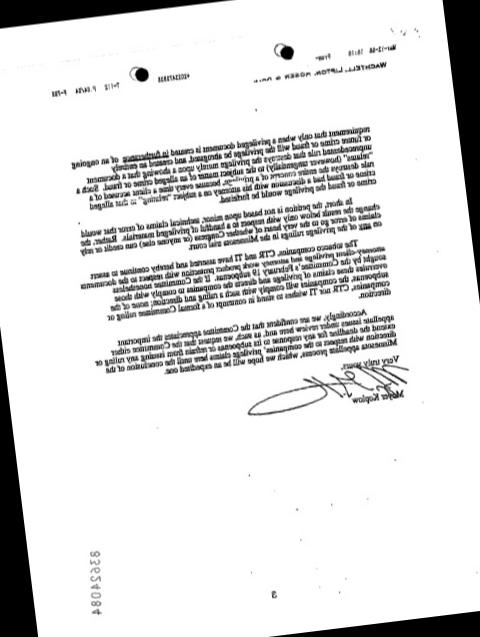 Mar-12-98 From-
WACHTELL, LIPTON, ROSEN &
+2022478928 T-112 P.04/04 F-788
requirement that only when a privileged document is created in furtherance of an ongoing
or future crime or fraud will the privilege be abrogated, and created an entirely
unprecedented rule that destroys the privilege merely upon a showing that a document
"relates" (however tangentially) to the subject matter of an alleged crime or fraud. Such a
rule destroys the entire concept of a privilege, because every time a client accused of a
crime or fraud had a discussion with his attorney on a subject "relating" to that alleged
crime or fraud the privilege would be forfeited.
In short, the petition is not based upon minor, technical claims of error that would
change the result below only with respect to a handful of privileged materials. Rather, the
claims of error go to the very heart of whether Congress (or anyone else) can credit or rely
on any of the privilege rulings in the Minnesota trial court.
The tobacco companies, CTR and TI have asserted and hereby continue to assert
attorney-client privilege and attorney work product protection with respect to the documents
sought by the Committee's February 19 subpoenas. If the Committee nonetheless
overrides these claims of privilege and directs the companies to comply with those
subpoenas, the companies will comply with such a ruling and direction; none of the
companies, CTR nor TI wishes to stand in contempt of a formal Committee ruling or
direction.
Accordingly, we are confident that the Committee appreciates the important
appellate issues under review here and, as such, we request that the Committee either
extend the deadline for any response to its subpoenas or refrain from issuing any ruling or
direction with respect to the companies' privilege claims here until the conclusion of the
Minnesota appellate process, which we hope will be an expedited one.
Very truly yours,
Meyer Koplow
3
83624084